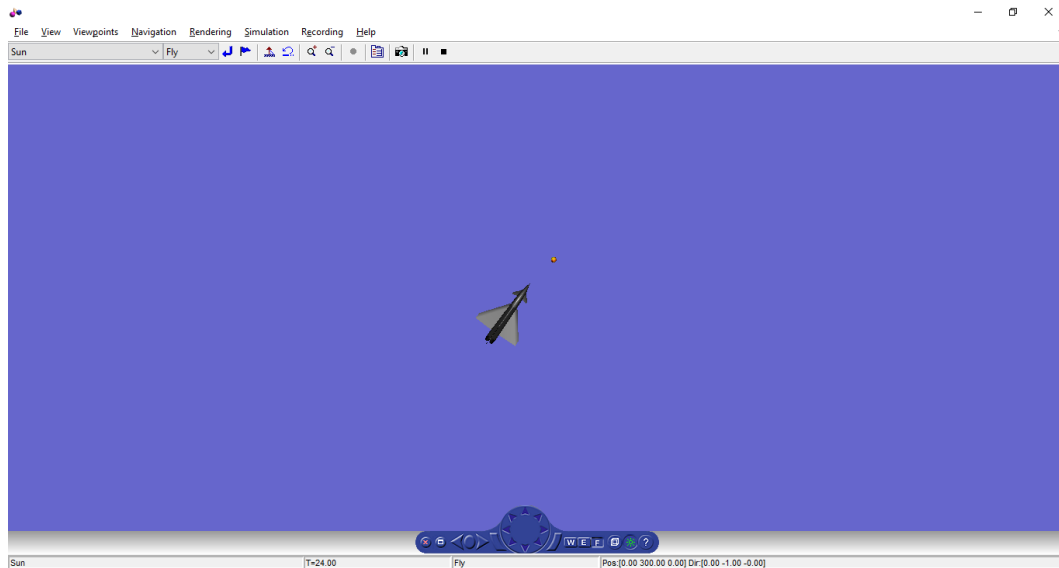 File View Viewpoints Navigation Rendering Simulation Recording Help
Sun Fly
W E F ?
Sun T=24.00 Fly Pos:[0.00 300.00 0.00] Dir:[0.00 -1.00 -0.00]